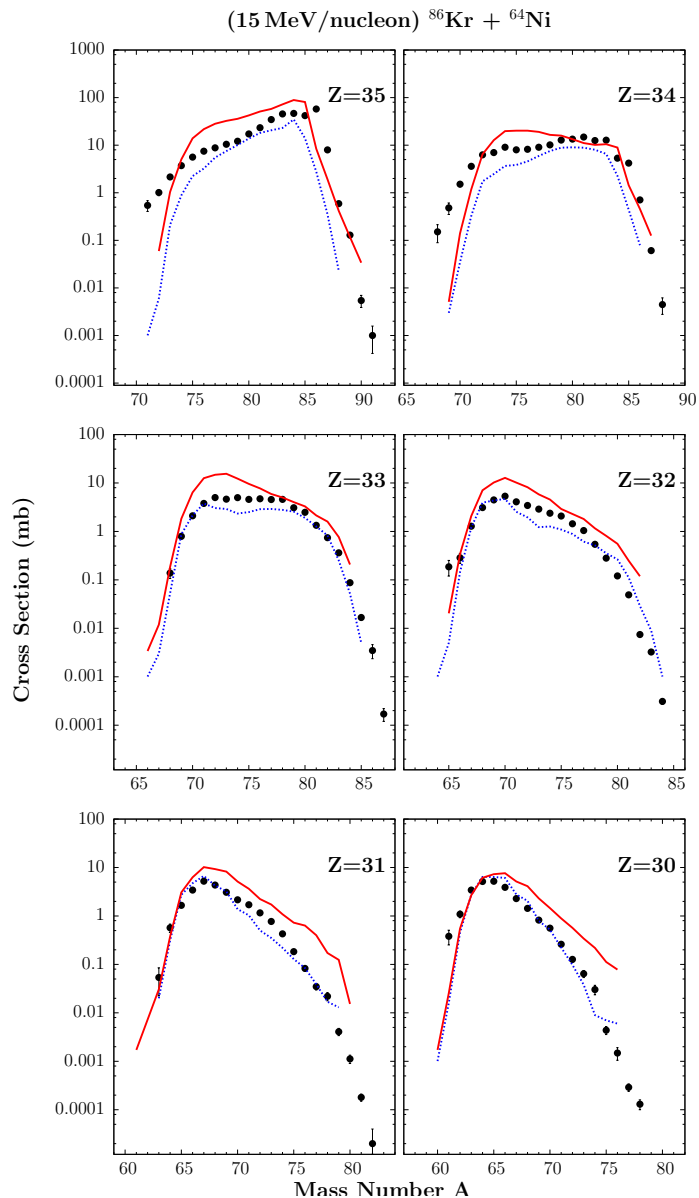 (15 MeV/nucleon) ⁸⁶Kr + ⁶⁴Ni
1000
100
10
1
0.1
0.01
0.001
0.0001
Z=35
Z=34
70 75 80 85 90
65 70 75 80 85 90
100
10
1
0.1
0.01
0.001
0.0001
Z=33
Z=32
65 70 75 80 85
65 70 75 80 85
100
10
1
0.1
0.01
0.001
0.0001
Z=31
Z=30
60 65 70 75 80
60 65 70 75 80
Cross Section (mb)
Mass Number A